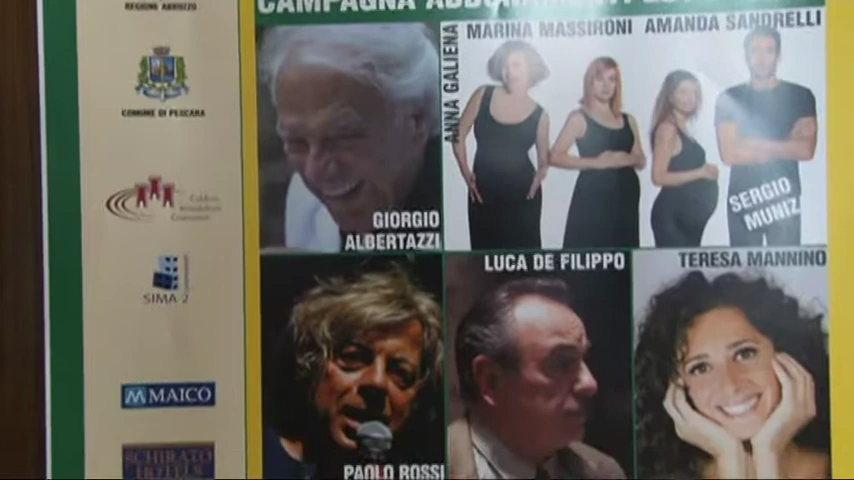 REGIONE ABRUZZO
COMUNE DI PESCARA
SIMA 2
MAICO
CAMPAGNA
ANNA GALIENA
MARINA MASSIRONI
AMANDA SANDRELLI
SERGIO
MUNIZ
GIORGIO
ALBERTAZZI
PAOLO ROSSI
LUCA DE FILIPPO
TERESA MANNINO